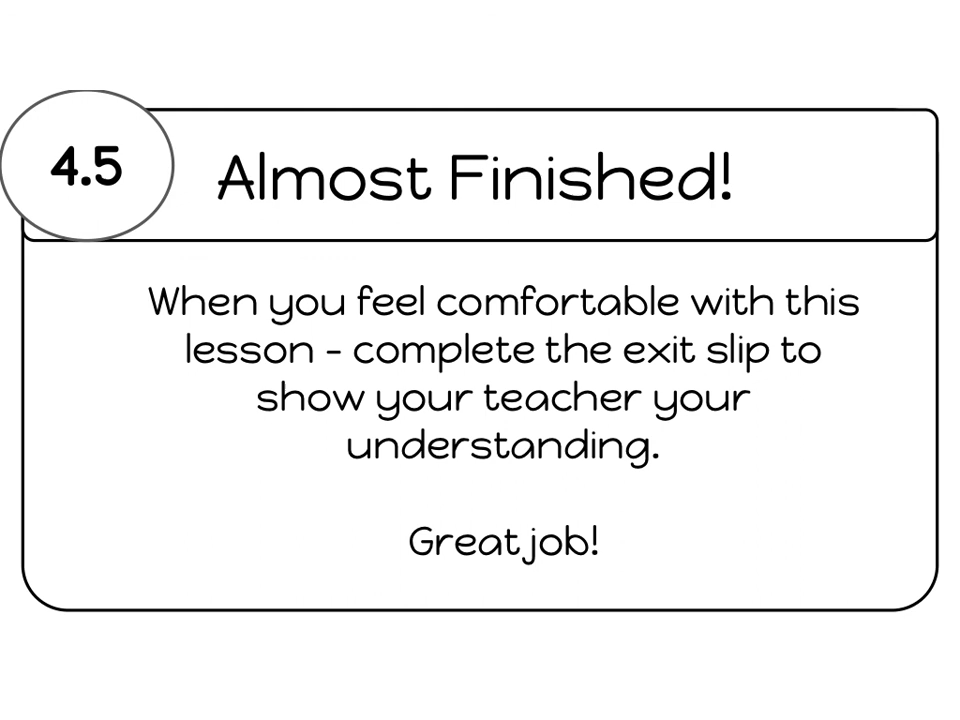 4.5
Almost Finished!
When you feel comfortable with this
lesson - complete the exit slip to
show your teacher your
understanding.
Great job!